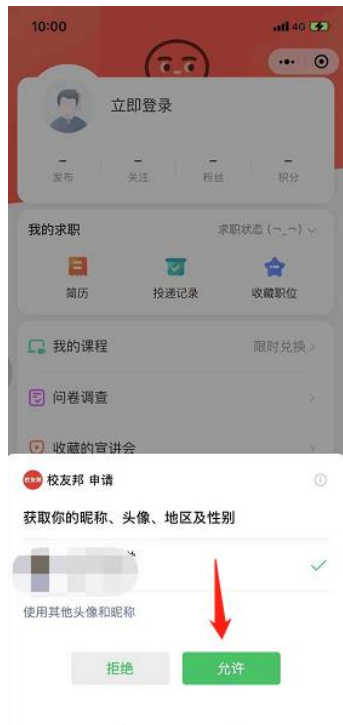 10:00 4G
立即登录
- - - -
发布 关注 粉丝 积分
我的求职 求职状态 (¬_¬)
简历 投递记录 收藏职位
我的课程 限时兑换
问卷调查
收藏的宣讲会
校友邦 校友邦 申请
获取你的昵称、头像、地区及性别
使用其他头像和昵称
拒绝 允许